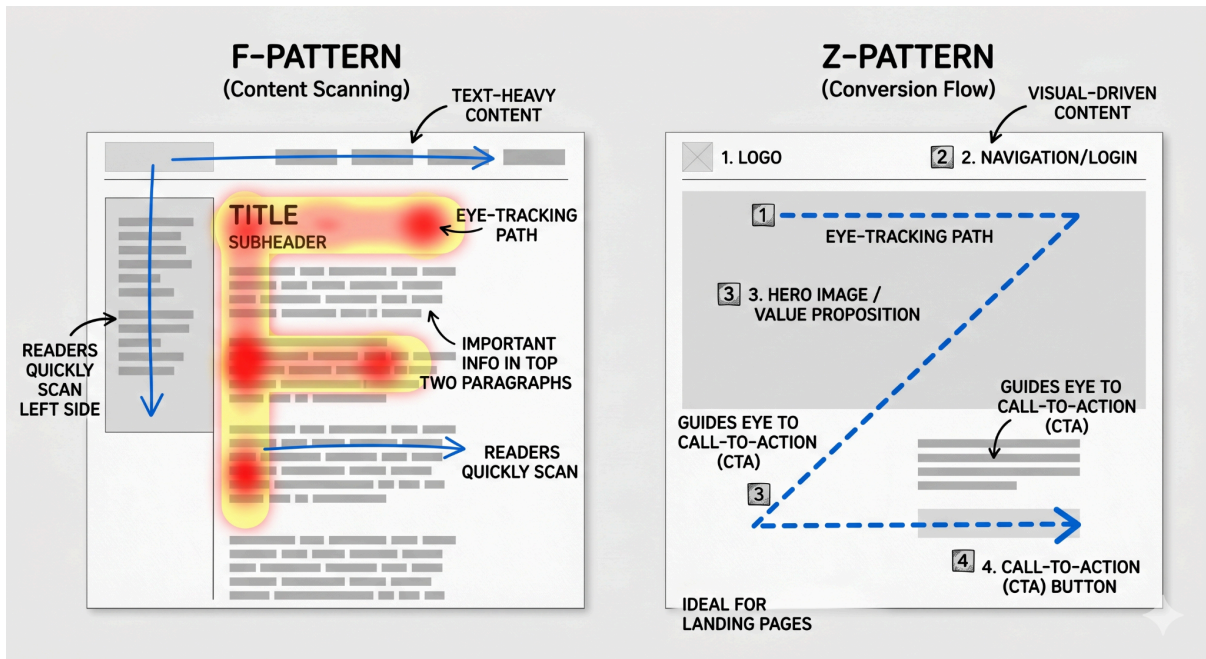 F-PATTERN
(Content Scanning)
TEXT-HEAVY
CONTENT
TITLE
SUBHEADER
EYE-TRACKING
PATH
READERS
QUICKLY
SCAN
LEFT SIDE
IMPORTANT
INFO IN TOP
TWO PARAGRAPHS
READERS
QUICKLY SCAN
Z-PATTERN
(Conversion Flow)
VISUAL-DRIVEN
CONTENT
1. LOGO
2 2. NAVIGATION/LOGIN
1
EYE-TRACKING PATH
3 3. HERO IMAGE /
VALUE PROPOSITION
GUIDES EYE TO
CALL-TO-ACTION
(CTA)
GUIDES EYE TO
CALL-TO-ACTION
(CTA)
3
4 4. CALL-TO-ACTION
(CTA) BUTTON
IDEAL FOR
LANDING PAGES